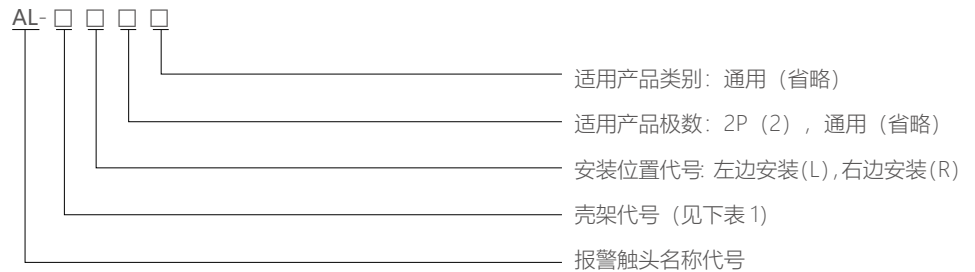 AL-□ □ □ □
适用产品类别：通用（省略）
适用产品极数：2P（2），通用（省略）
安装位置代号：左边安装(L)，右边安装(R)
壳架代号（见下表1)
报警触头名称代号